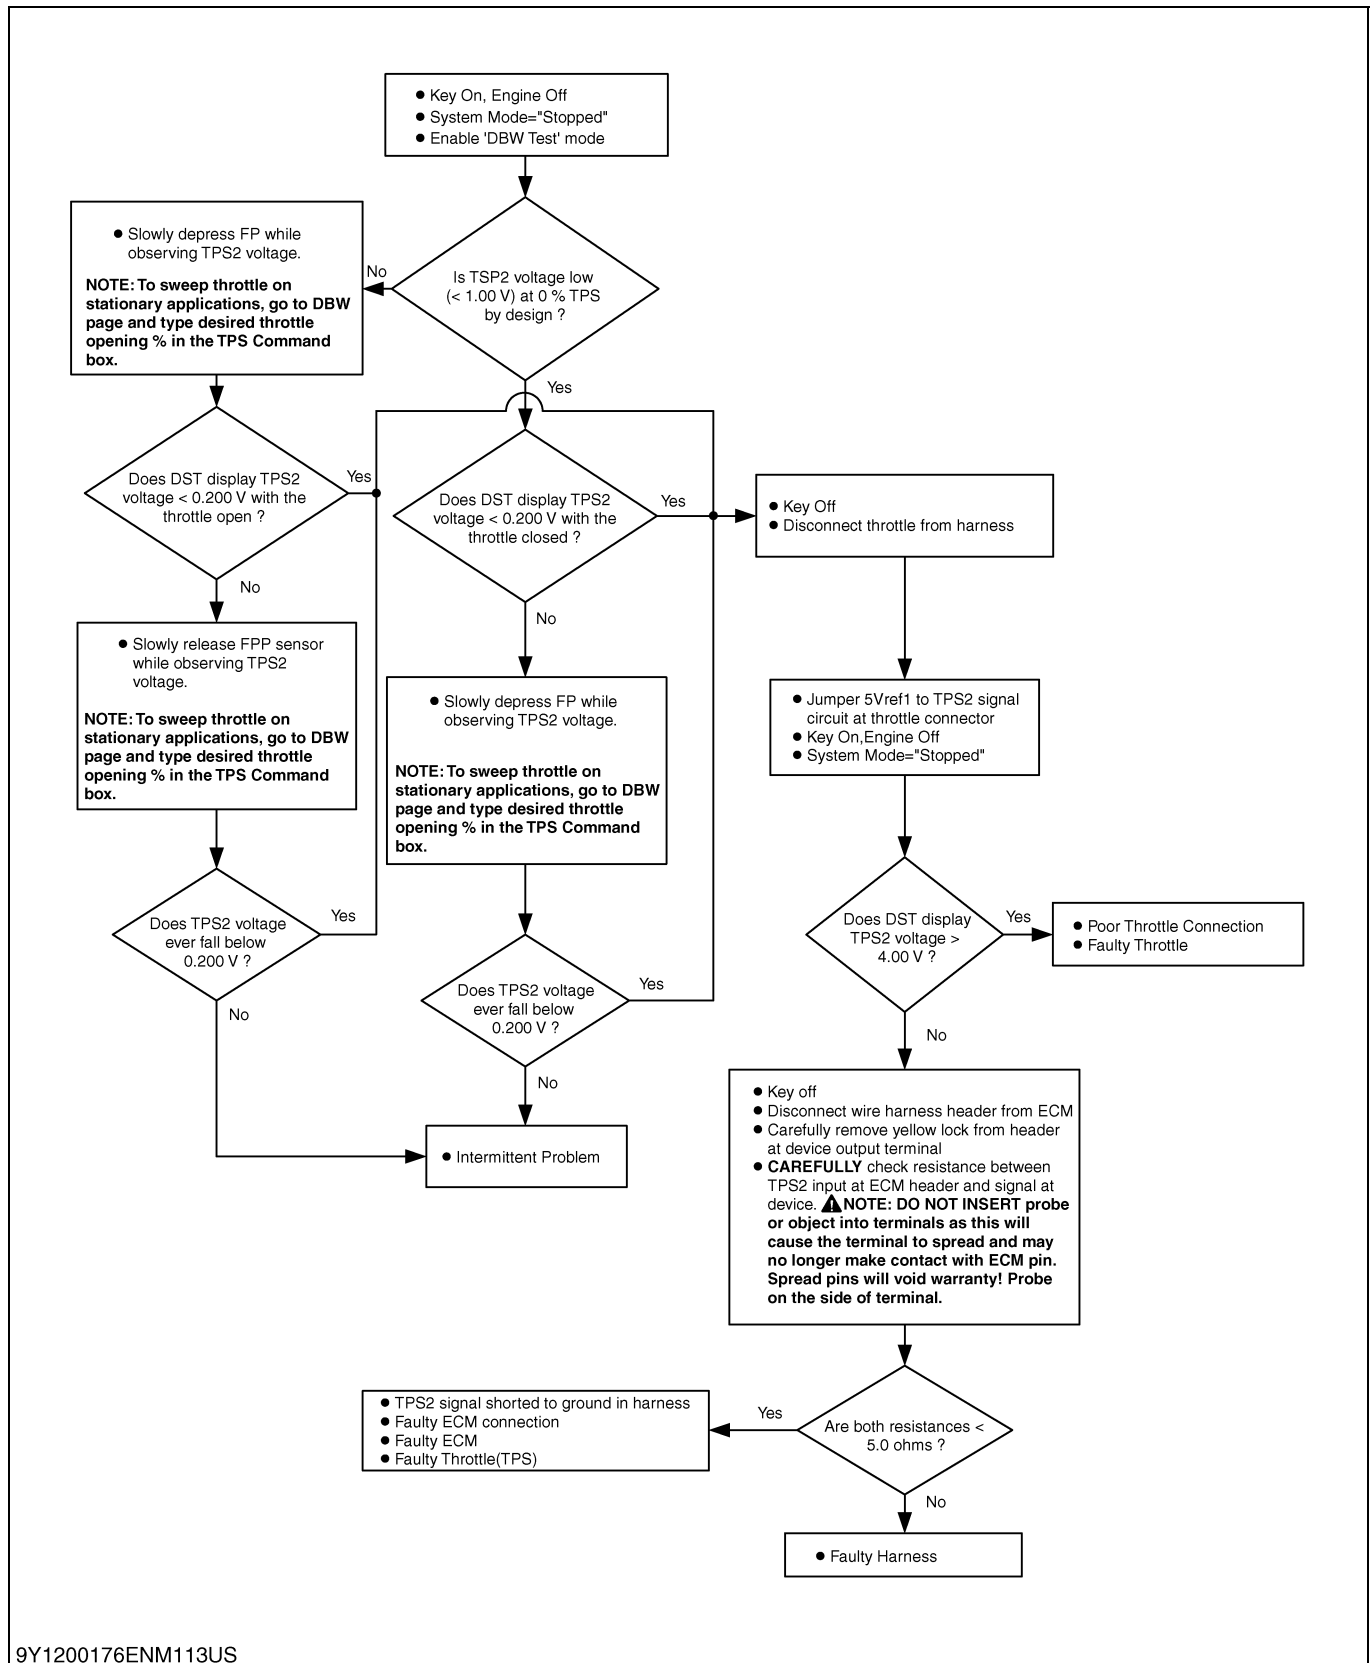 ● Key On, Engine Off
● System Mode="Stopped"
● Enable 'DBW Test' mode
● Slowly depress FP while
observing TPS2 voltage.
NOTE: To sweep throttle on
stationary applications, go to DBW
page and type desired throttle
opening % in the TPS Command
box.
No
Is TSP2 voltage low
(< 1.00 V) at 0 % TPS
by design ?
Yes
Does DST display TPS2
voltage < 0.200 V with the
throttle open ?
Yes
No
Does DST display TPS2
voltage < 0.200 V with the
throttle closed ?
Yes
No
● Key Off
● Disconnect throttle from harness
● Slowly release FPP sensor
while observing TPS2
voltage.
NOTE: To sweep throttle on
stationary applications, go to DBW
page and type desired throttle
opening % in the TPS Command
box.
● Slowly depress FP while
observing TPS2 voltage.
NOTE: To sweep throttle on
stationary applications, go to DBW
page and type desired throttle
opening % in the TPS Command
box.
● Jumper 5Vref1 to TPS2 signal
circuit at throttle connector
● Key On,Engine Off
● System Mode="Stopped"
Does TPS2 voltage
ever fall below
0.200 V ?
Yes
No
Does TPS2 voltage
ever fall below
0.200 V ?
Yes
No
Does DST display
TPS2 voltage >
4.00 V ?
Yes
No
● Poor Throttle Connection
● Faulty Throttle
● Intermittent Problem
● Key off
● Disconnect wire harness header from ECM
● Carefully remove yellow lock from header
at device output terminal
● CAREFULLY check resistance between
TPS2 input at ECM header and signal at
device. NOTE: DO NOT INSERT probe
or object into terminals as this will
cause the terminal to spread and may
no longer make contact with ECM pin.
Spread pins will void warranty! Probe
on the side of terminal.
● TPS2 signal shorted to ground in harness
● Faulty ECM connection
● Faulty ECM
● Faulty Throttle(TPS)
Yes
Are both resistances <
5.0 ohms ?
No
● Faulty Harness
9Y1200176ENM113US